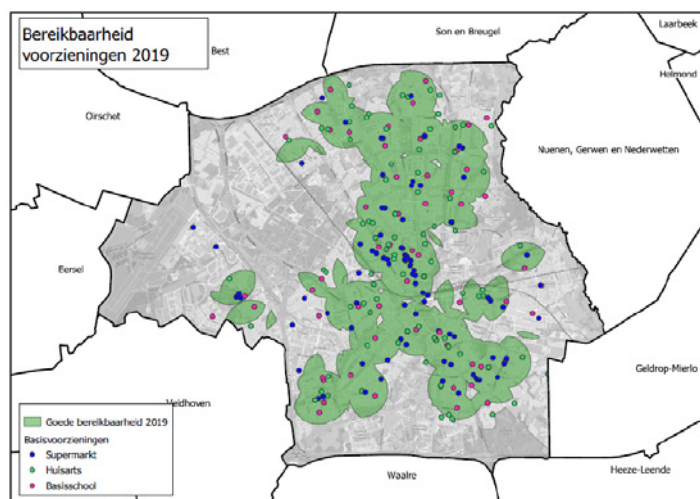 Bereikbaarheid
voorzieningen 2019
Best
Son en Breugel
Laarbeek
Helmond
Oirschot
Nuenen, Gerwen en Nederwetten
Eersel
Geldrop-Mierlo
Veldhoven
Waalre
Heeze-Leende
Goede bereikbaarheid 2019
Basisvoorzieningen
Supermarkt
Huisarts
Basisschool